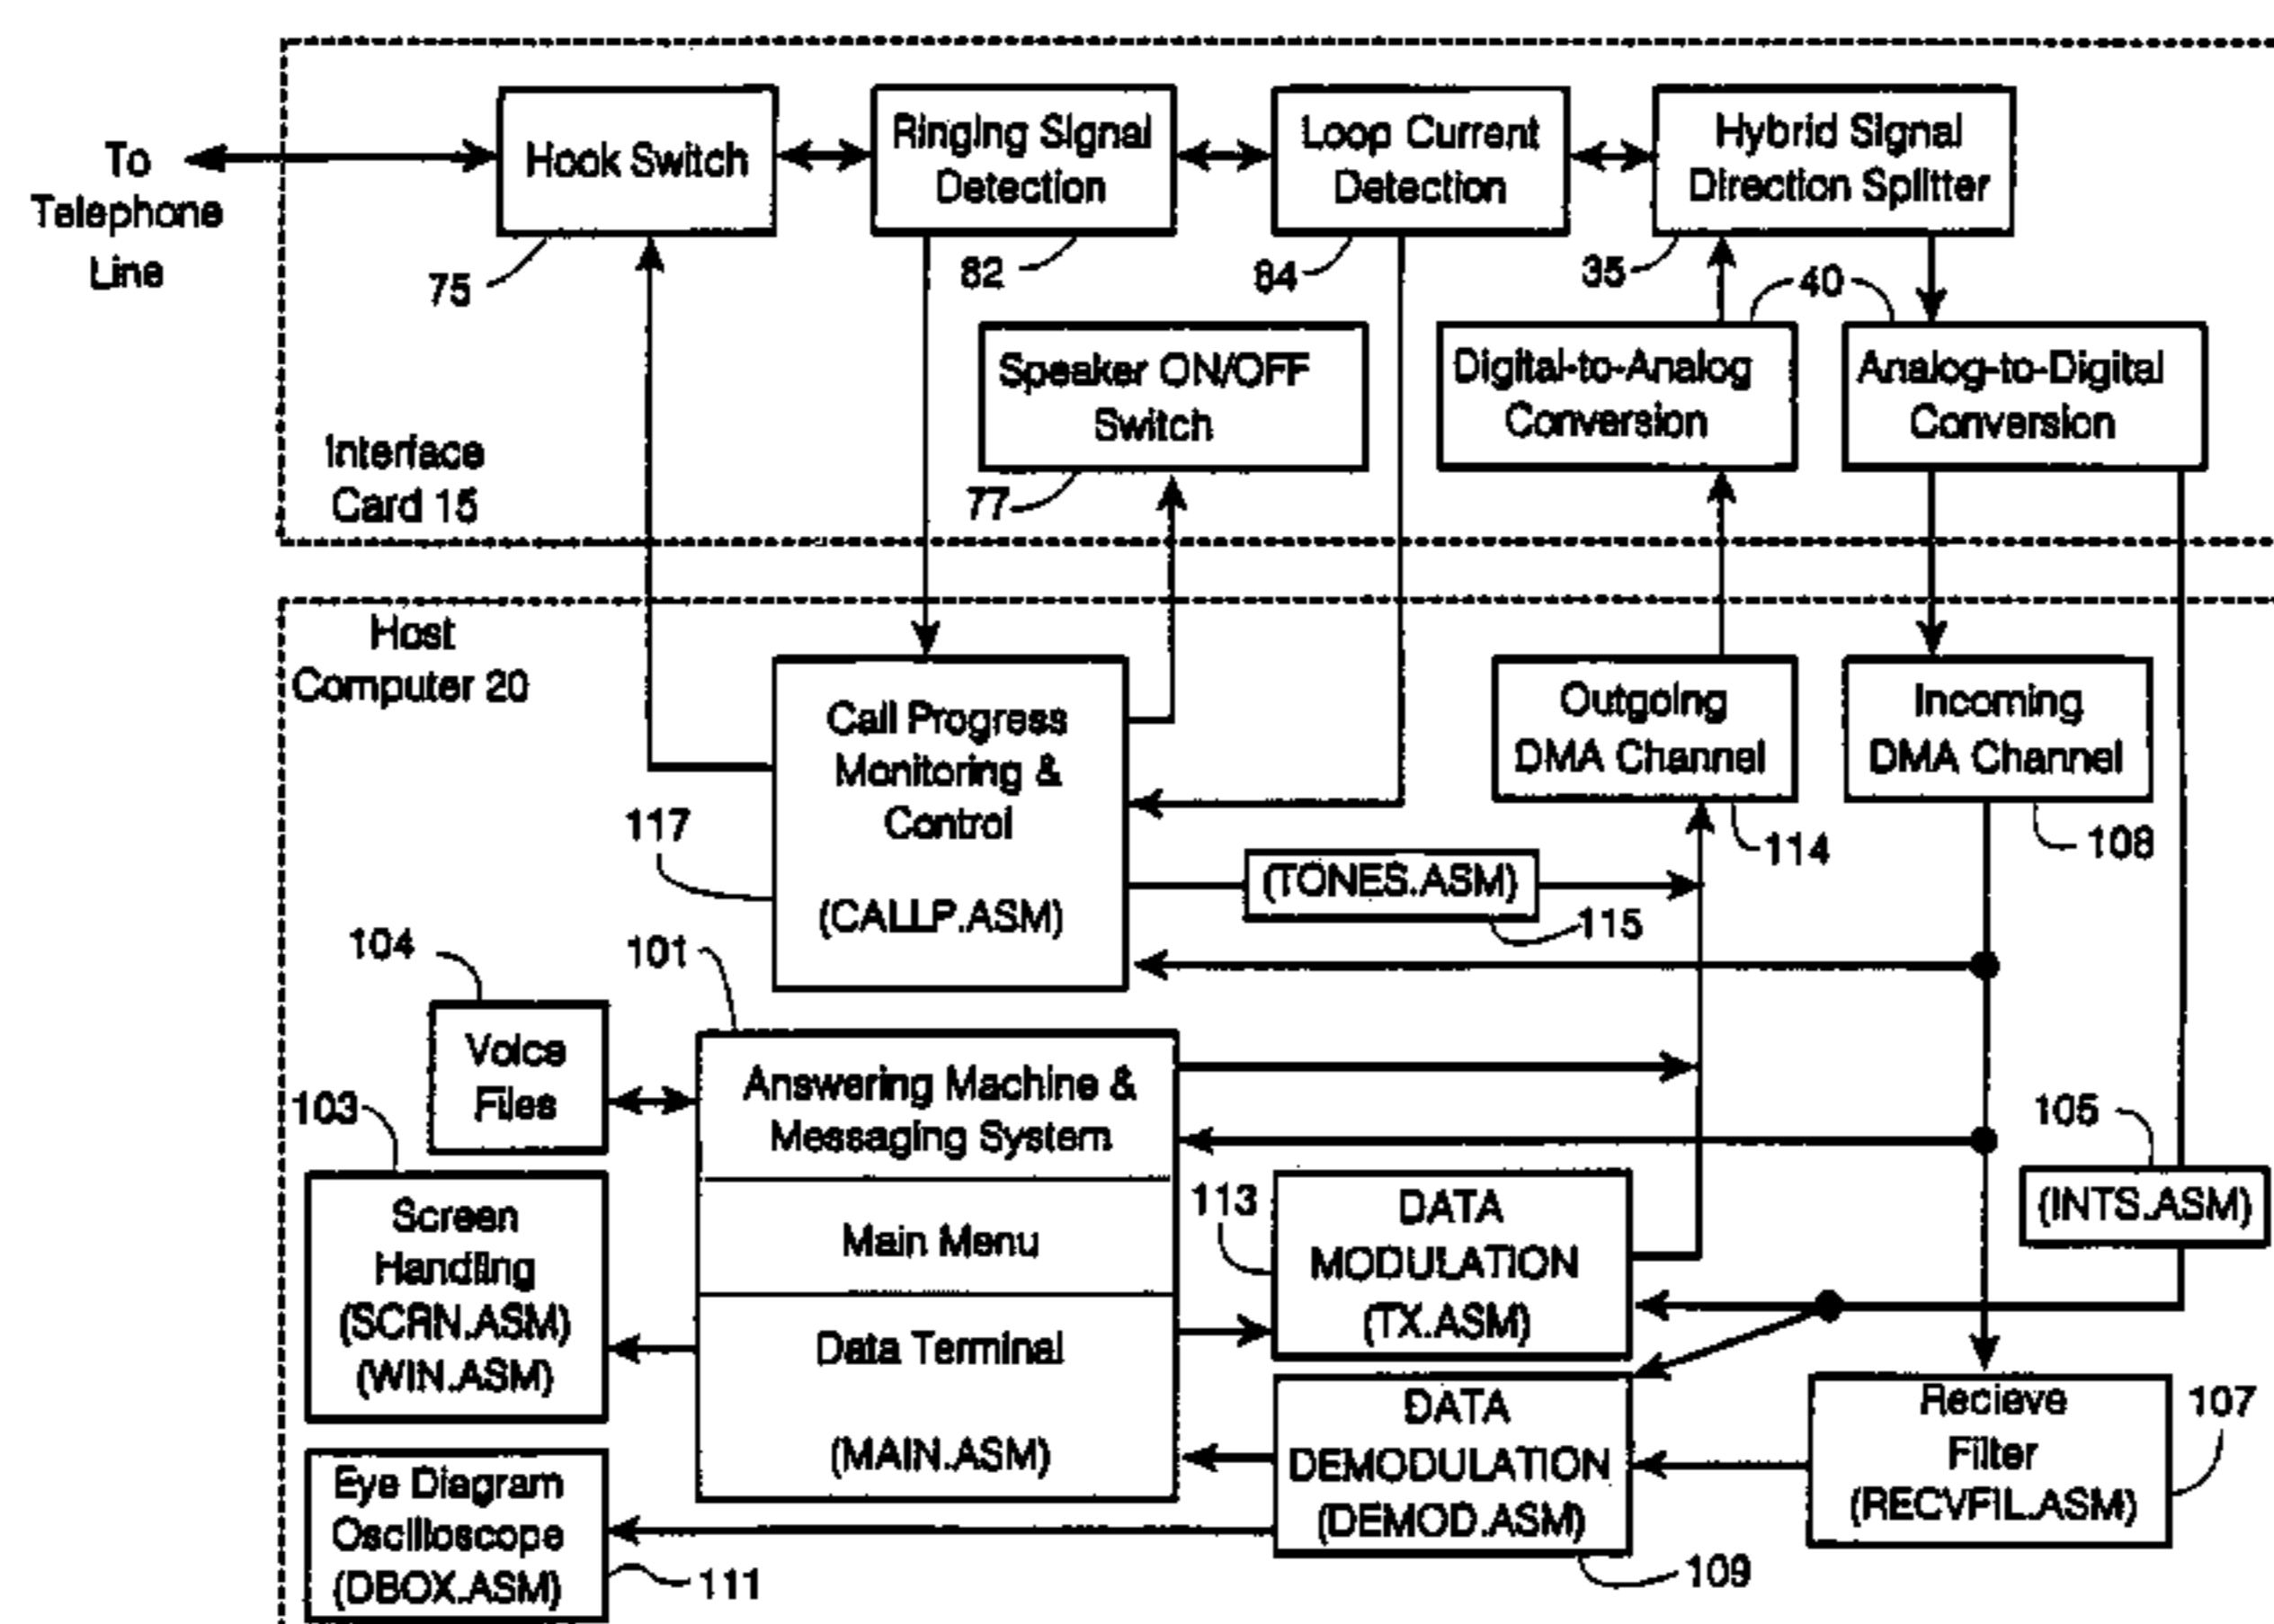 To
Telephone
Line
Hook Switch
75
Ringing Signal
Detection
82
Loop Current
Detection
84
Hybrid Signal
Direction Splitter
35
40
Speaker ON/OFF
Switch
77
Digital-to-Analog
Conversion
Analog-to-Digital
Conversion
Interface
Card 15
Host
Computer 20
Call Progress
Monitoring &
Control
(CALLP.ASM)
117
Outgoing
DMA Channel
114
Incoming
DMA Channel
108
(TONES.ASM)
115
104
Voice
Files
101
Answering Machine &
Messaging System
Main Menu
Data Terminal
(MAIN.ASM)
103
Screen
Handling
(SCRN.ASM)
(WIN.ASM)
105
(INTS.ASM)
113
DATA
MODULATION
(TX.ASM)
DATA
DEMODULATION
(DEMOD.ASM)
109
Recieve
Filter
(RECVFIL.ASM)
107
Eye Diagram
Oscilloscope
(DBOX.ASM)
111